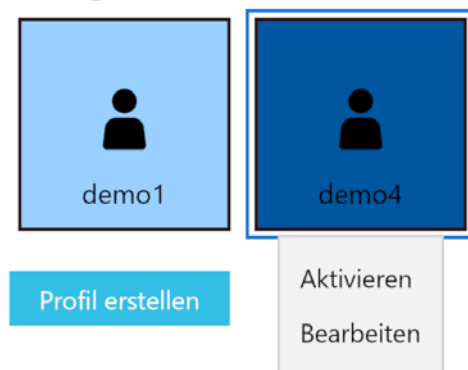 demo1
demo4
Profil erstellen
Aktivieren
Bearbeiten